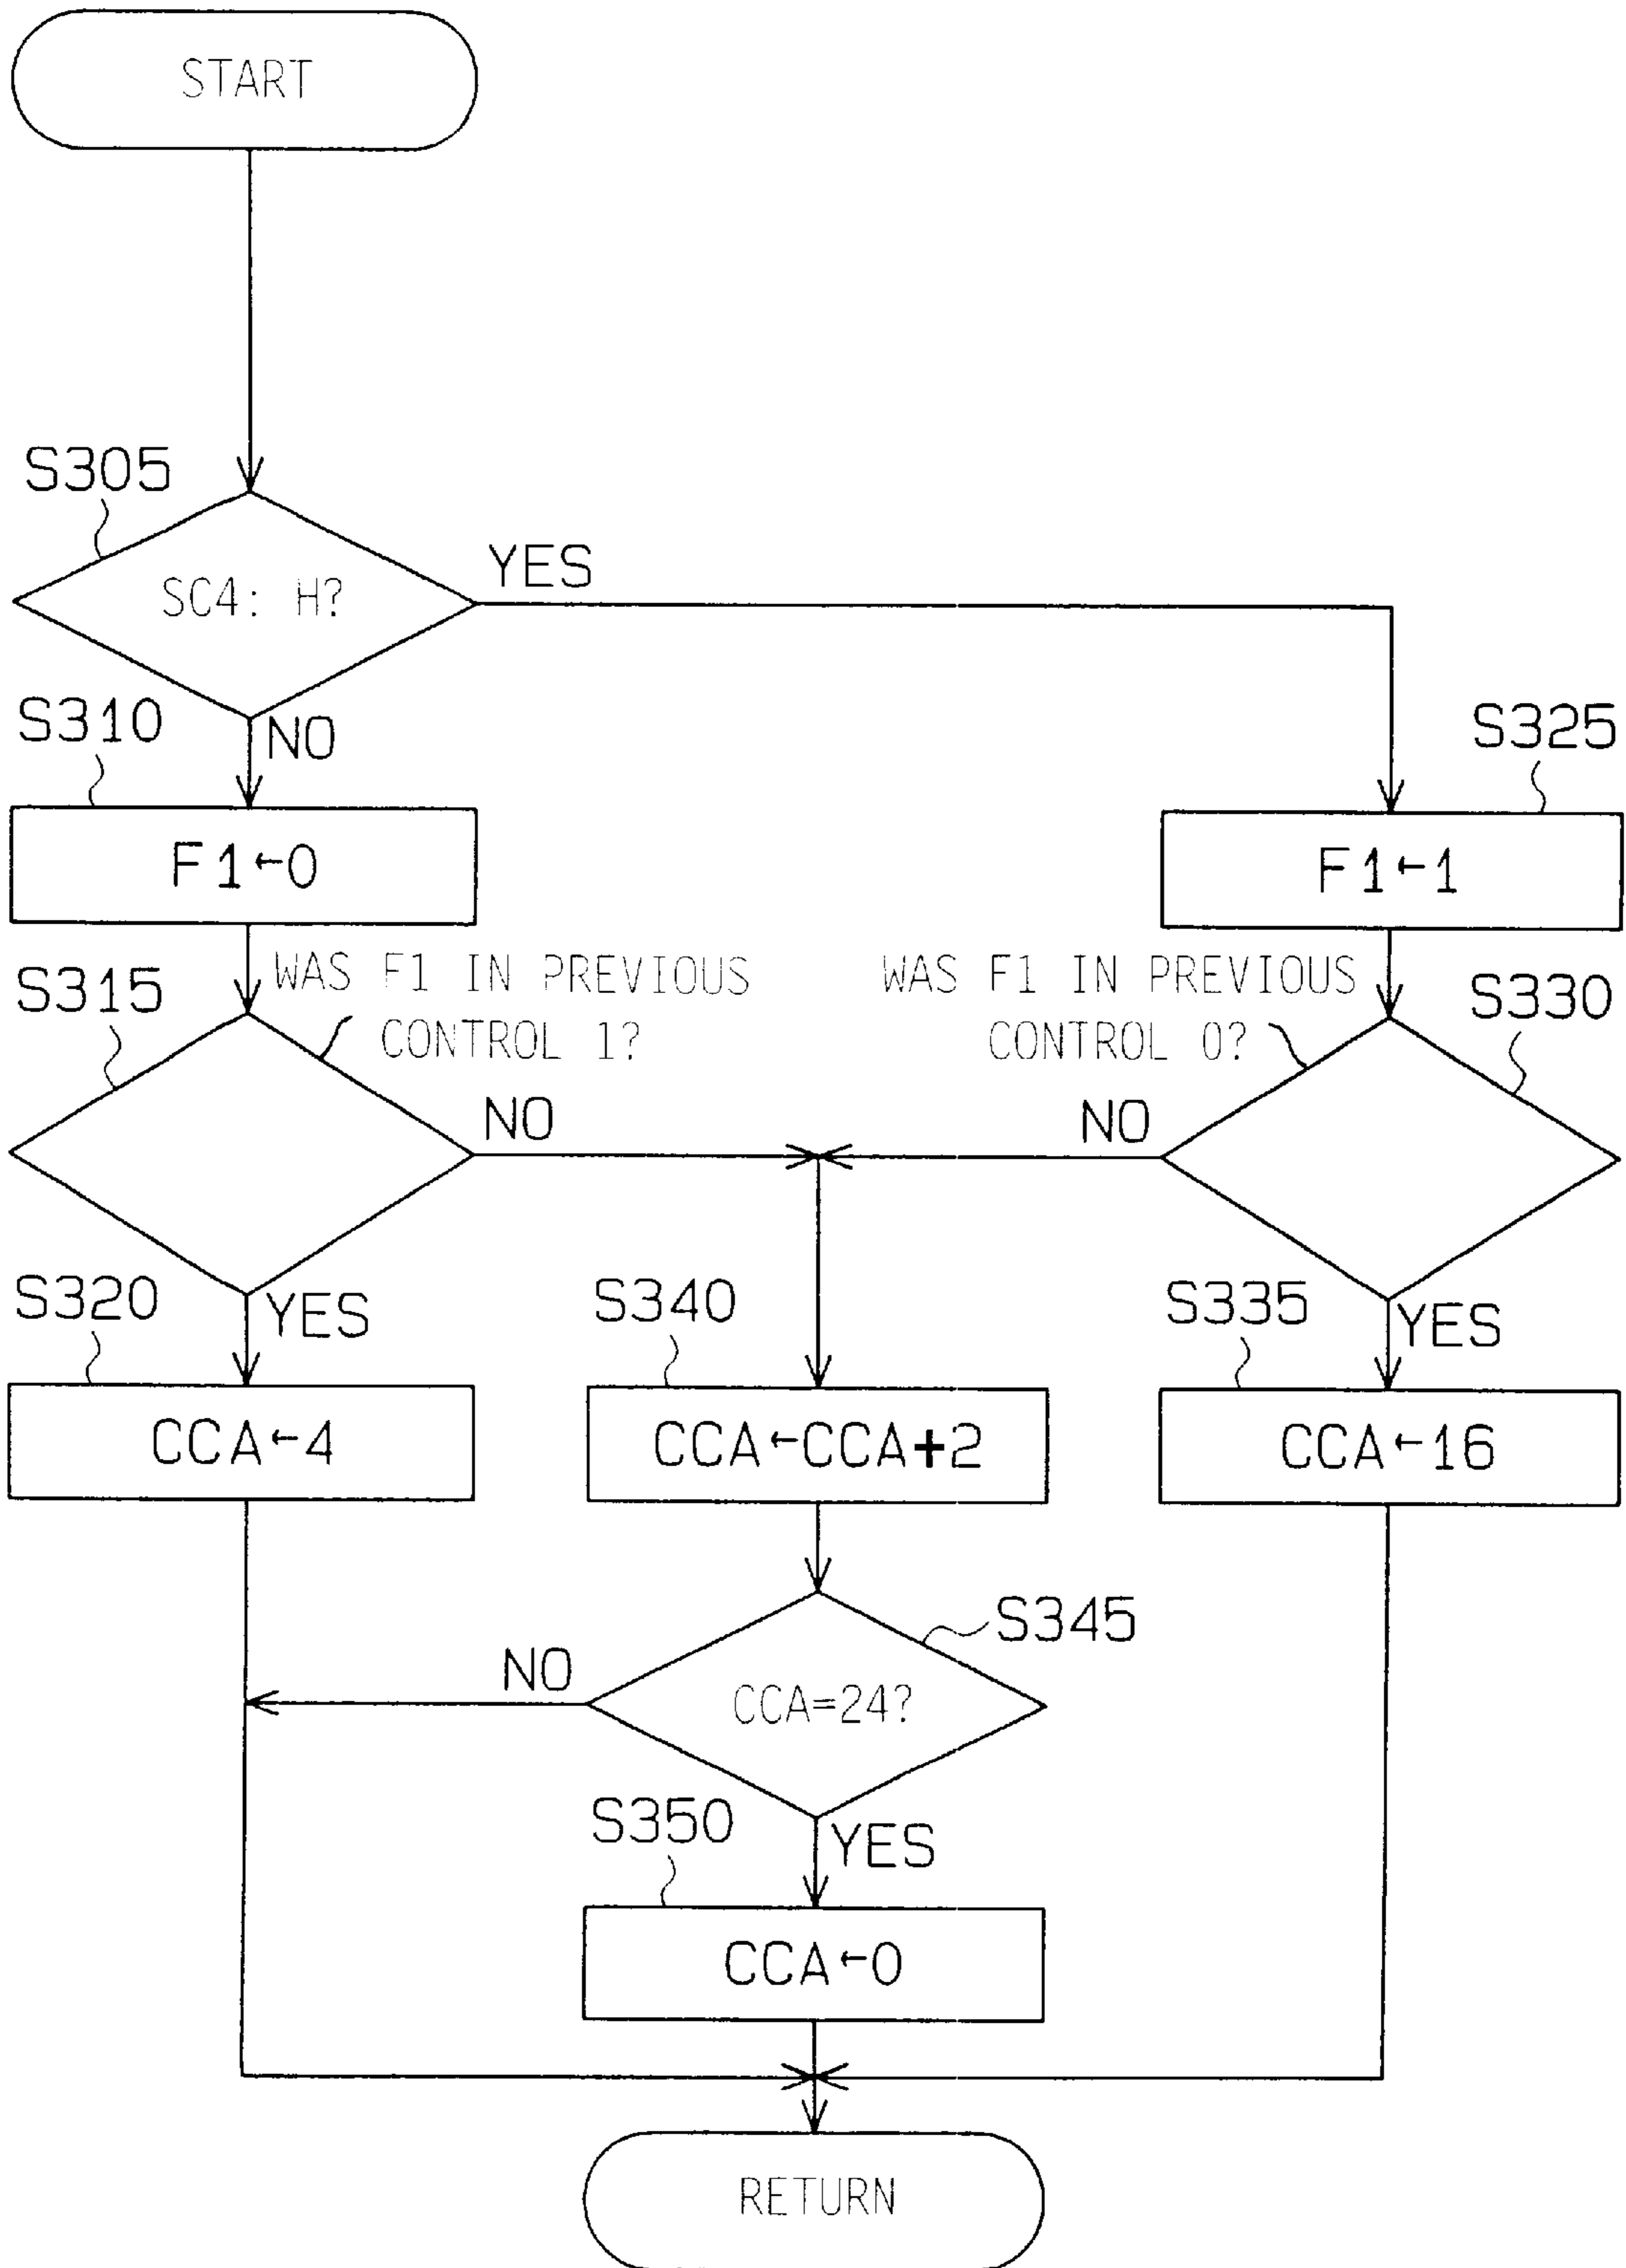 START
S305
YES
SC4: H?
S310
NO
S325
F1←0
F1←1
S315
WAS F1 IN PREVIOUS
CONTROL 1?
WAS F1 IN PREVIOUS
CONTROL 0?
S330
NO
NO
S320
YES
S340
S335
YES
CCA←4
CCA←CCA+2
CCA←16
S345
NO
CCA=24?
S350
YES
CCA←0
RETURN